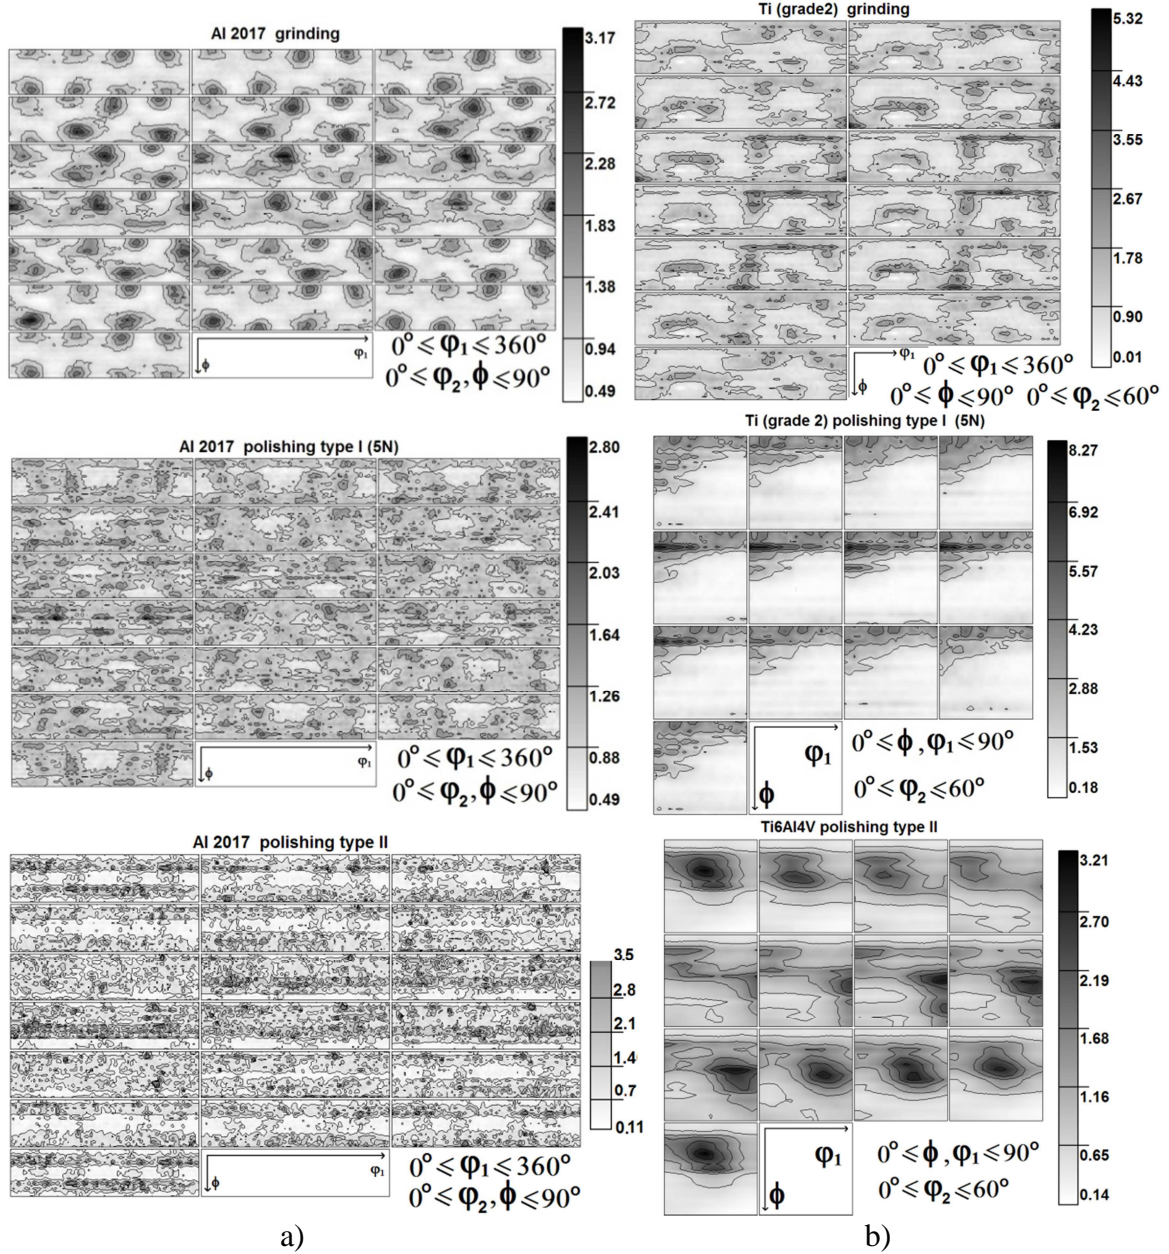 Al 2017 grinding
3.17
2.72
2.28
1.83
1.38
0.94
0.49
φ₁
ϕ
0° ⩽ φ₁ ⩽ 360°
0° ⩽ φ₂, ϕ ⩽ 90°
Al 2017 polishing type I (5N)
2.80
2.41
2.03
1.64
1.26
0.88
0.49
φ₁
ϕ
0° ⩽ φ₁ ⩽ 360°
0° ⩽ φ₂, ϕ ⩽ 90°
Al 2017 polishing type II
3.5
2.8
2.1
1.4
0.7
0.11
φ₁
ϕ
0° ⩽ φ₁ ⩽ 360°
0° ⩽ φ₂, ϕ ⩽ 90°
a)
Ti (grade2) grinding
5.32
4.43
3.55
2.67
1.78
0.90
0.01
φ₁
ϕ
0° ⩽ φ₁ ⩽ 360°
0° ⩽ ϕ ⩽ 90° 0° ⩽ φ₂ ⩽ 60°
Ti (grade 2) polishing type I (5N)
8.27
6.92
5.57
4.23
2.88
1.53
0.18
φ₁
ϕ
0° ⩽ ϕ, φ₁ ⩽ 90°
0° ⩽ φ₂ ⩽ 60°
Ti6Al4V polishing type II
3.21
2.70
2.19
1.68
1.16
0.65
0.14
φ₁
ϕ
0° ⩽ ϕ, φ₁ ⩽ 90°
0° ⩽ φ₂ ⩽ 60°
b)